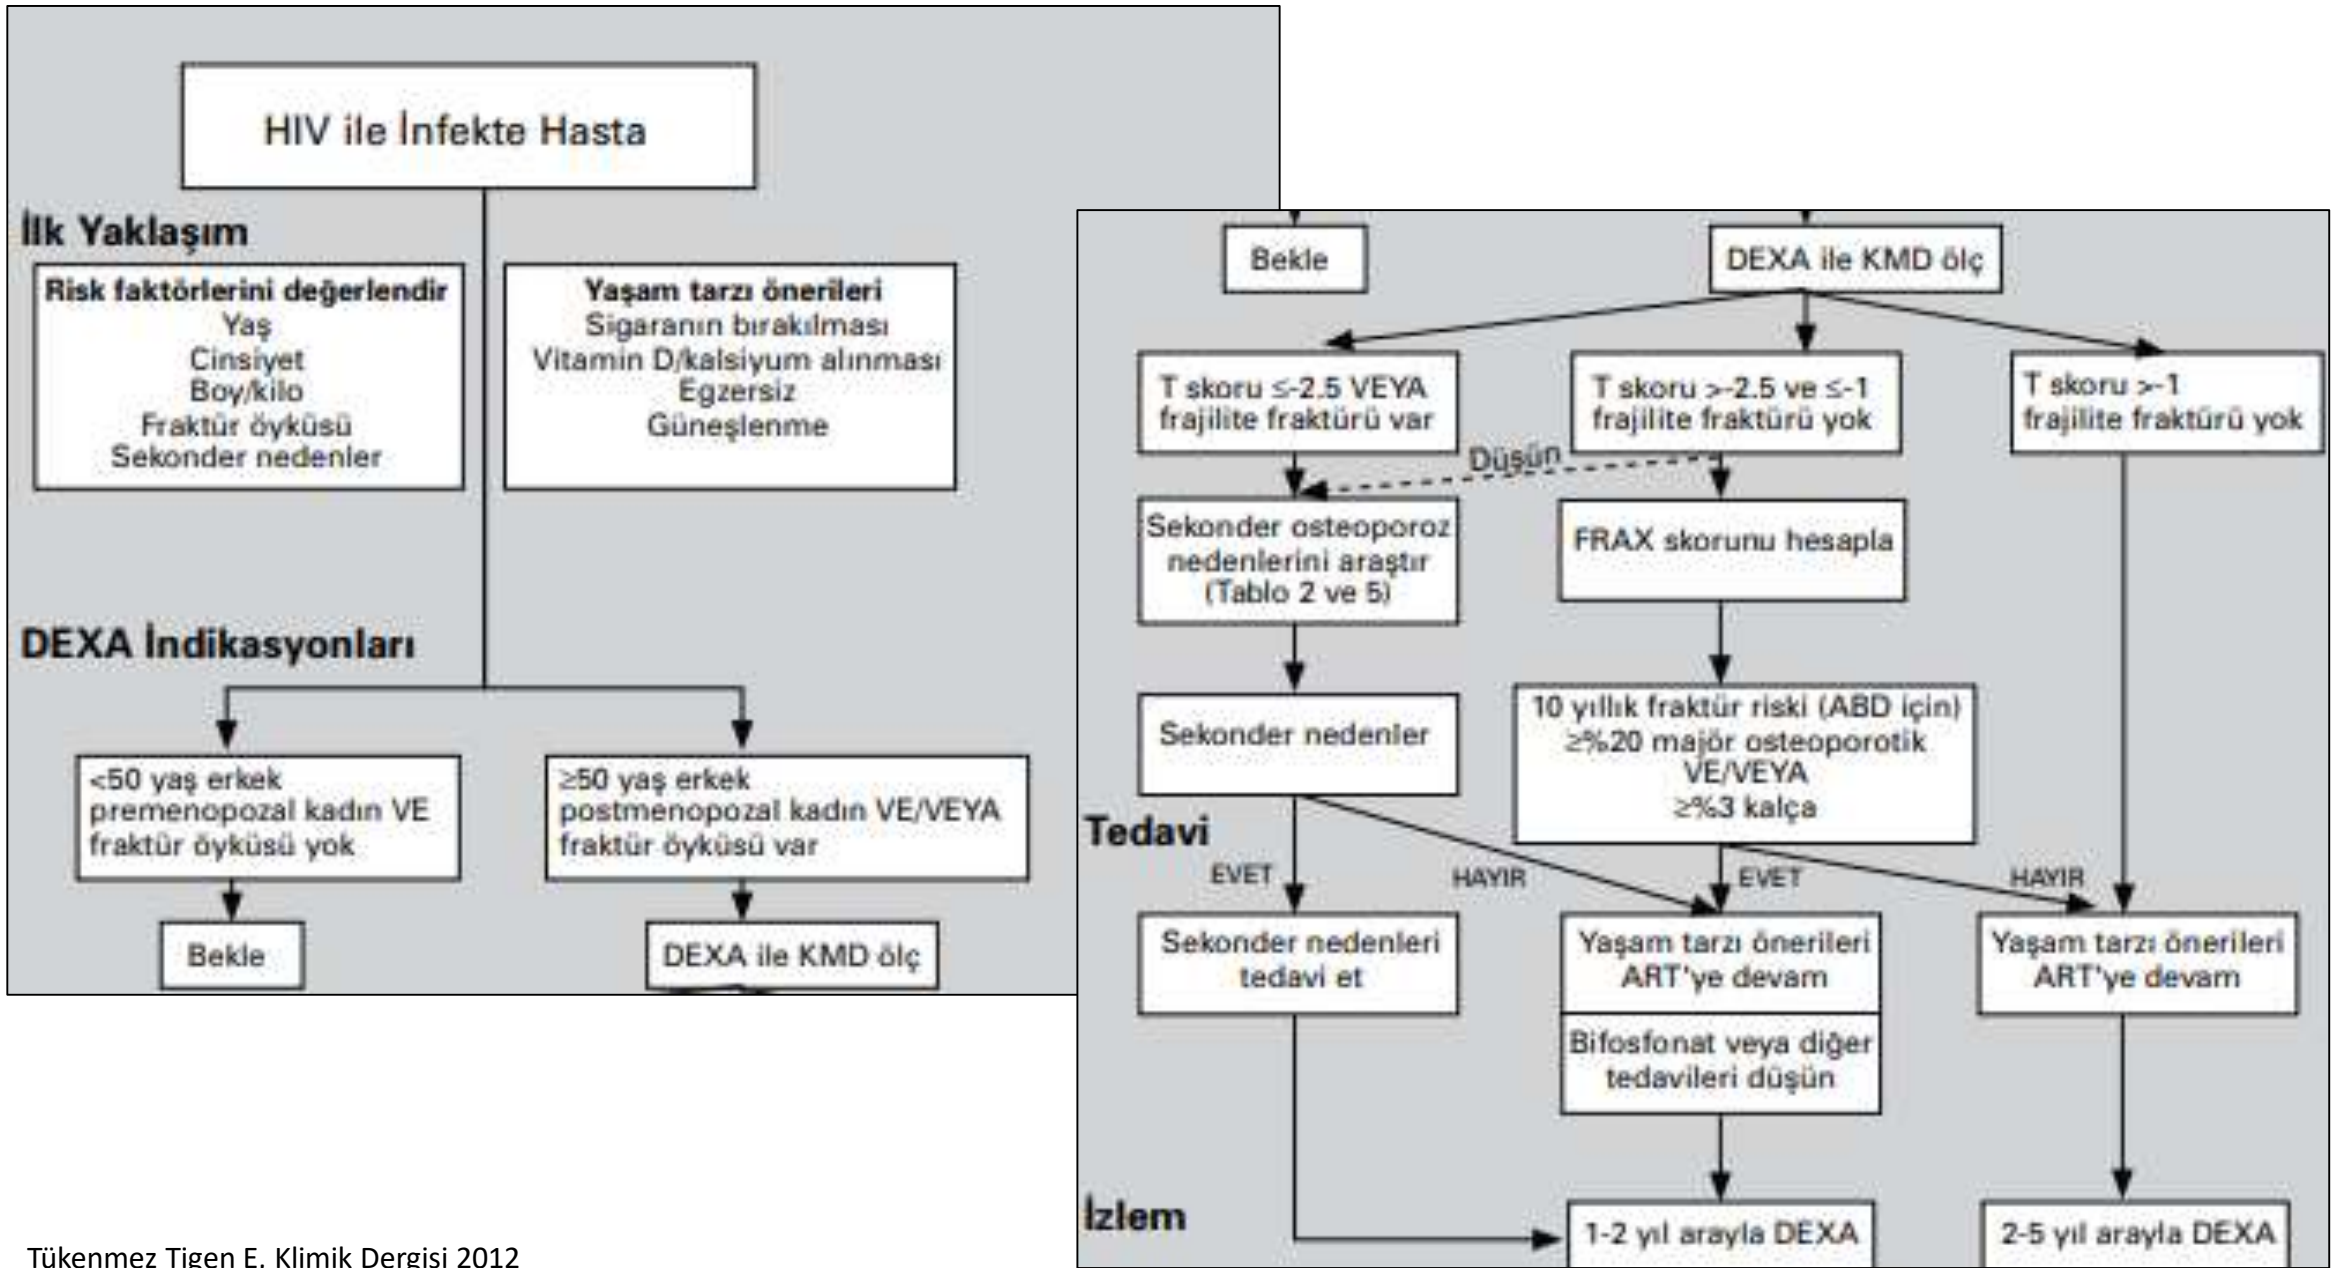 HIV ile İnfekte Hasta
İlk Yaklaşım
Risk faktörlerini değerlendir
Yaş
Cinsiyet
Boy/kilo
Fraktür öyküsü
Sekonder nedenler
Yaşam tarzı önerileri
Sigaranın bırakılması
Vitamin D/kalsiyum alınması
Egzersiz
Güneşlenme
DEXA İndikasyonları
<50 yaş erkek
premenopozal kadın VE
fraktür öyküsü yok
≥50 yaş erkek
postmenopozal kadın VE/VEYA
fraktür öyküsü var
Bekle
DEXA ile KMD ölç
Bekle
DEXA ile KMD ölç
T skoru ≤-2.5 VEYA
frajilite fraktürü var
T skoru >-2.5 ve ≤-1
frajilite fraktürü yok
T skoru >-1
frajilite fraktürü yok
Düşün
Sekonder osteoporoz
nedenlerini araştır
(Tablo 2 ve 5)
FRAX skorunu hesapla
Sekonder nedenler
10 yıllık fraktür riski (ABD için)
≥%20 majör osteoporotik
VE/VEYA
≥%3 kalça
Tedavi
EVET
HAYIR
EVET
HAYIR
Sekonder nedenleri
tedavi et
Yaşam tarzı önerileri
ART'ye devam
Bifosfonat veya diğer
tedavileri düşün
Yaşam tarzı önerileri
ART'ye devam
İzlem
1-2 yıl arayla DEXA
2-5 yıl arayla DEXA
Tükenmez Tigen E. Klimik Dergisi 2012